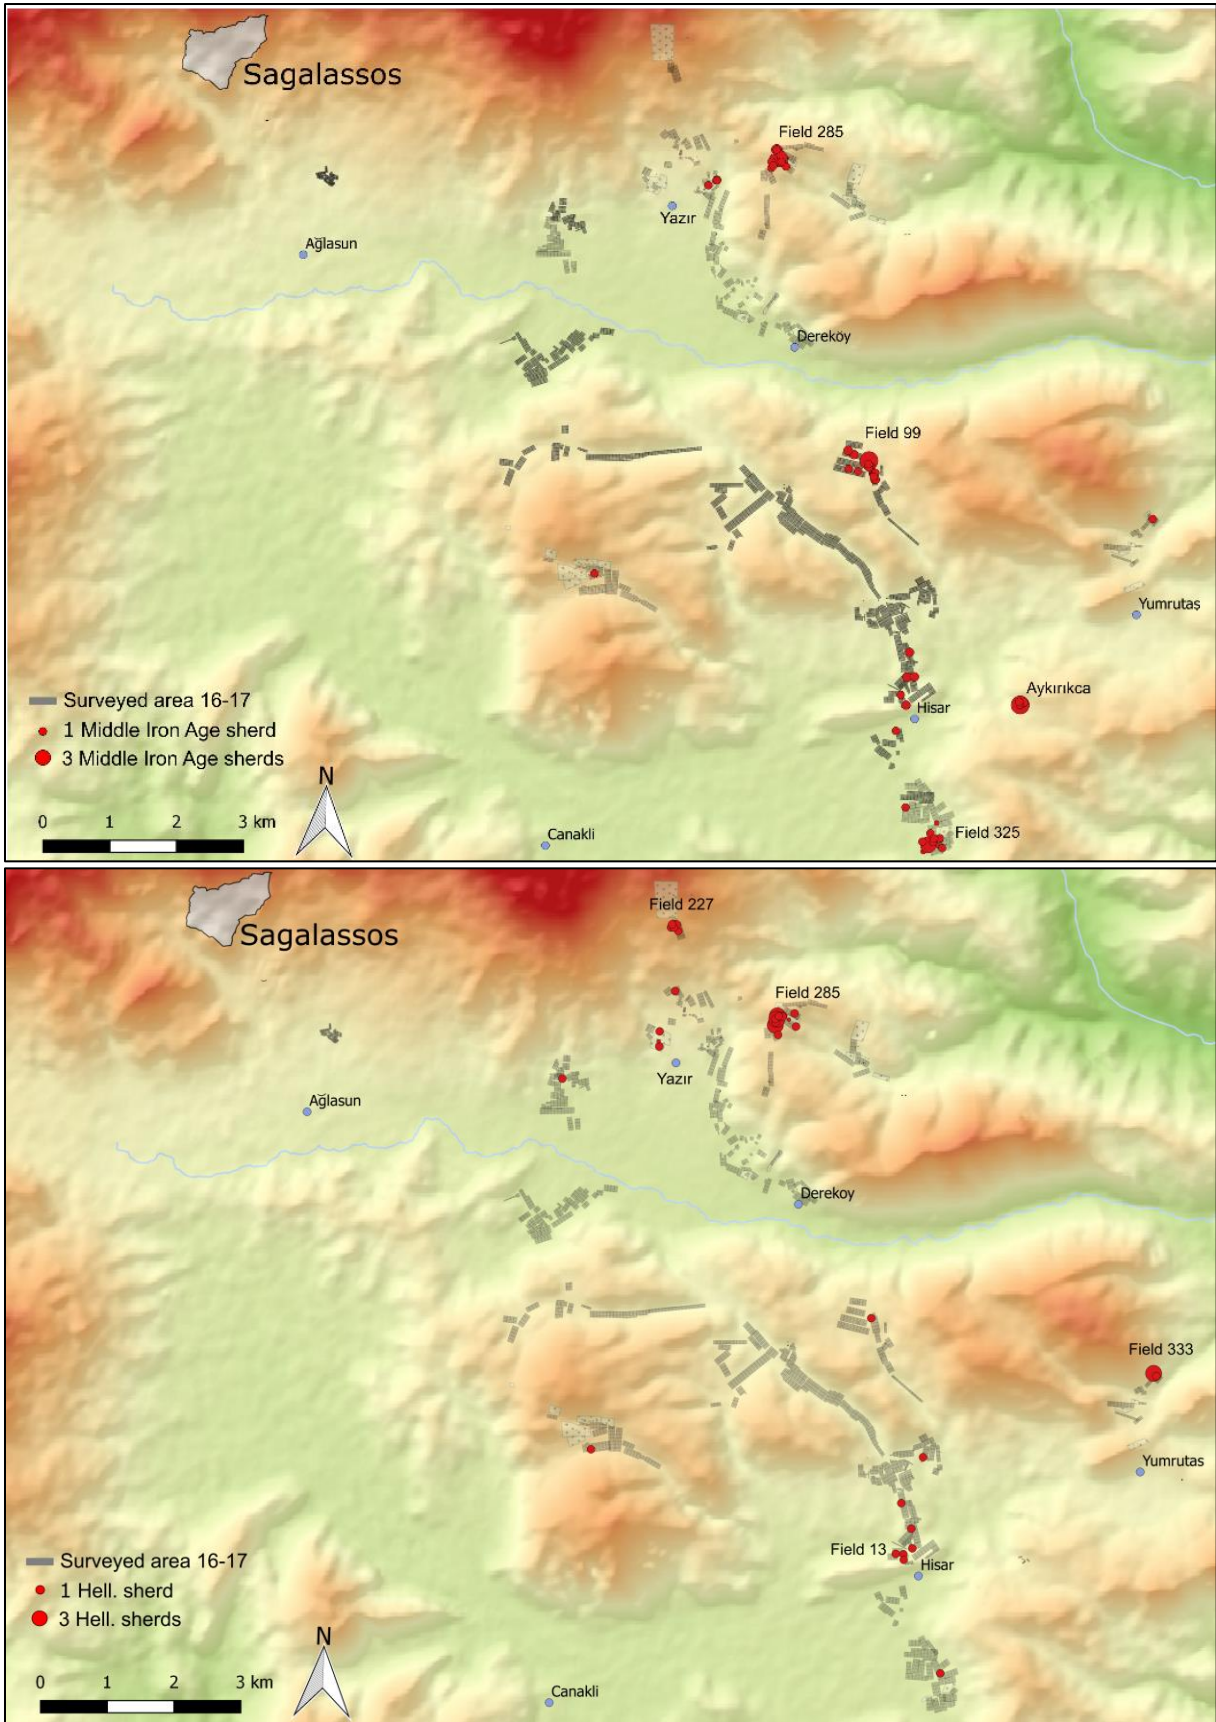 Sagalassos
Field 285
Yazır
Ağlasun
Dereköy
Field 99
Yumrutaş
Aykırıkca
Hisar
Surveyed area 16-17
1 Middle Iron Age sherd
3 Middle Iron Age sherds
N
0 1 2 3 km
Canakli
Field 325
Field 227
Sagalassos
Field 285
Yazır
Ağlasun
Derekoy
Field 333
Yumrutas
Field 13
Hisar
Surveyed area 16-17
1 Hell. sherd
3 Hell. sherds
N
0 1 2 3 km
Canakli